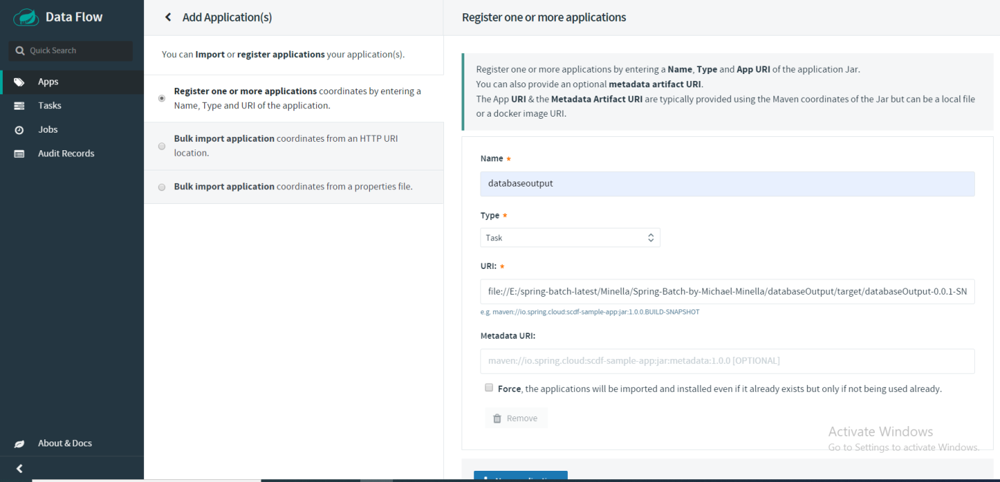 Data Flow
Quick Search
Apps
Tasks
Jobs
Audit Records
About & Docs
Add Application(s)
You can Import or register applications your application(s).
Register one or more applications coordinates by entering a
Name, Type and URI of the application.
Bulk import application coordinates from an HTTP URI
location.
Bulk import application coordinates from a properties file.
Register one or more applications
Register one or more applications by entering a Name, Type and App URI of the application Jar.
You can also provide an optional metadata artifact URI.
The App URI & the Metadata Artifact URI are typically provided using the Maven coordinates of the Jar but can be a local file
or a docker image URI.
Name *
databaseoutput
Type *
Task
URI: *
file://E:/spring-batch-latest/Minella/Spring-Batch-by-Michael-Minella/databaseOutput/target/databaseOutput-0.0.1-SN
e.g. maven://io.spring.cloud:scdf-sample-app:jar:1.0.0.BUILD-SNAPSHOT
Metadata URI:
maven://io.spring.cloud:scdf-sample-app:jar:metadata:1.0.0 [OPTIONAL]
Force, the applications will be imported and installed even if it already exists but only if not being used already.
Remove
Activate Windows
Go to Settings to activate Windows.